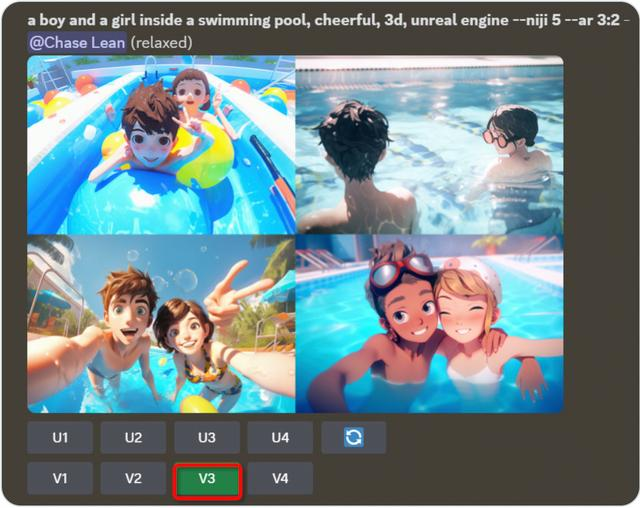 a boy and a girl inside a swimming pool, cheerful, 3d, unreal engine --niji 5 --ar 3:2 -
@Chase Lean (relaxed)
U1 U2 U3 U4
V1 V2 V3 V4